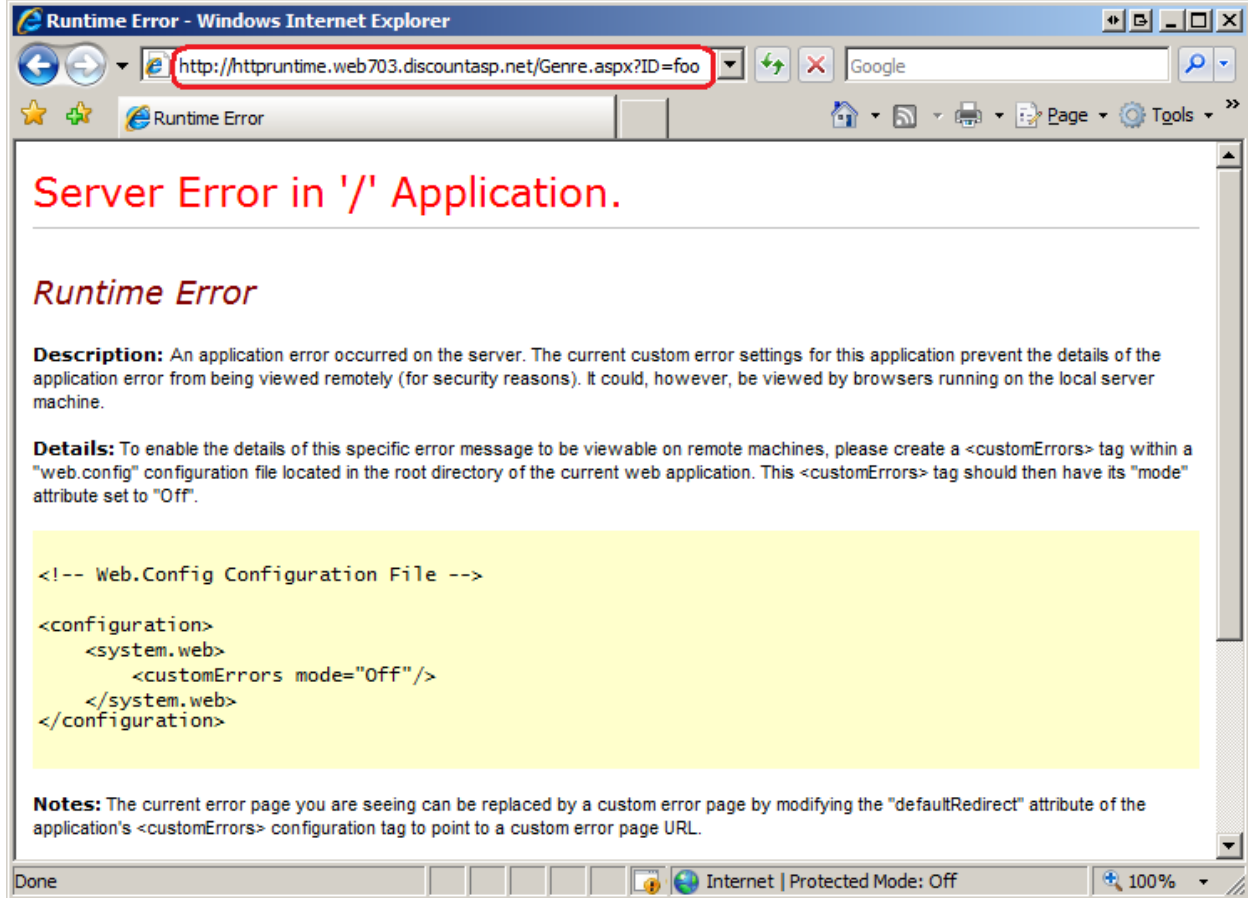 Runtime Error - Windows Internet Explorer
http://httpruntime.web703.discountasp.net/Genre.aspx?ID=foo
Google
Runtime Error
Page
Tools
Server Error in '/' Application.
Runtime Error
Description: An application error occurred on the server. The current custom error settings for this application prevent the details of the
application error from being viewed remotely (for security reasons). It could, however, be viewed by browsers running on the local server
machine.
Details: To enable the details of this specific error message to be viewable on remote machines, please create a <customErrors> tag within a
"web.config" configuration file located in the root directory of the current web application. This <customErrors> tag should then have its "mode"
attribute set to "Off".
<!-- Web.Config Configuration File -->
<configuration>
    <system.web>
        <customErrors mode="Off"/>
    </system.web>
</configuration>
Notes: The current error page you are seeing can be replaced by a custom error page by modifying the "defaultRedirect" attribute of the
application's <customErrors> configuration tag to point to a custom error page URL.
Done
Internet | Protected Mode: Off
100%